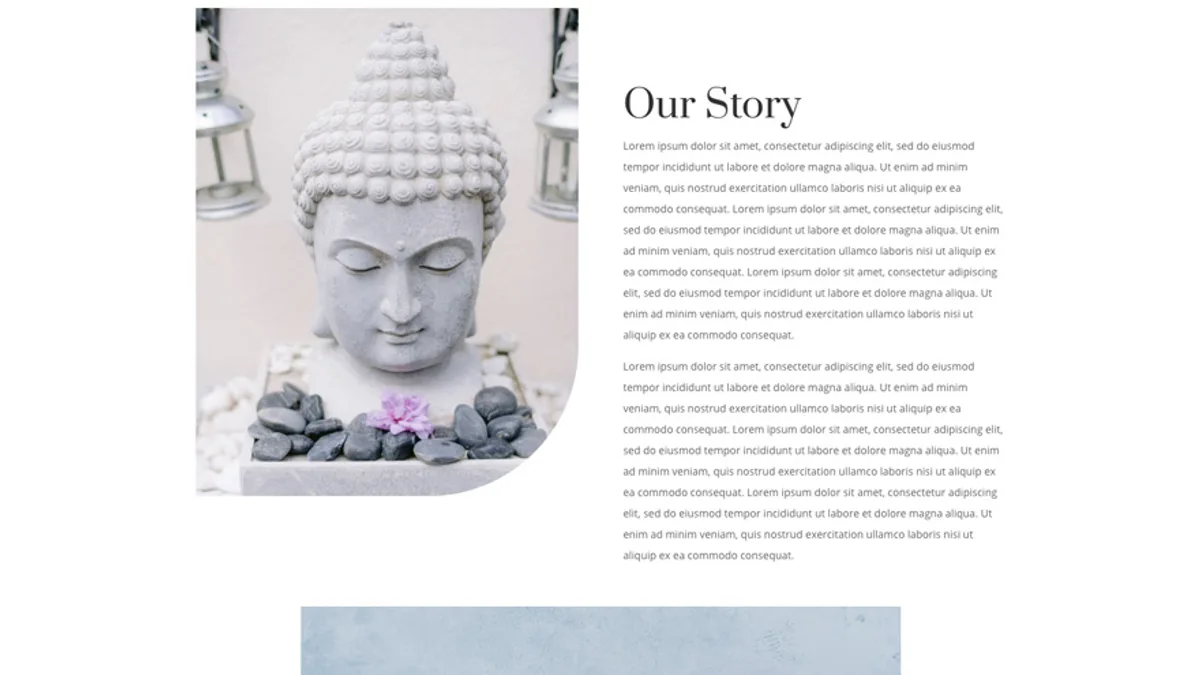 Our Story
Lorem ipsum dolor sit amet, consectetur adipiscing elit, sed do eiusmod
tempor incididunt ut labore et dolore magna aliqua. Ut enim ad minim
veniam, quis nostrud exercitation ullamco laboris nisi ut aliquip ex ea
commodo consequat. Lorem ipsum dolor sit amet, consectetur adipiscing elit,
sed do eiusmod tempor incididunt ut labore et dolore magna aliqua. Ut enim
ad minim veniam, quis nostrud exercitation ullamco laboris nisi ut aliquip ex
ea commodo consequat. Lorem ipsum dolor sit amet, consectetur adipiscing
elit, sed do eiusmod tempor incididunt ut labore et dolore magna aliqua. Ut
enim ad minim veniam, quis nostrud exercitation ullamco laboris nisi ut
aliquip ex ea commodo consequat.
Lorem ipsum dolor sit amet, consectetur adipiscing elit, sed do eiusmod
tempor incididunt ut labore et dolore magna aliqua. Ut enim ad minim
veniam, quis nostrud exercitation ullamco laboris nisi ut aliquip ex ea
commodo consequat. Lorem ipsum dolor sit amet, consectetur adipiscing elit,
sed do eiusmod tempor incididunt ut labore et dolore magna aliqua. Ut enim
ad minim veniam, quis nostrud exercitation ullamco laboris nisi ut aliquip ex
ea commodo consequat. Lorem ipsum dolor sit amet, consectetur adipiscing
elit, sed do eiusmod tempor incididunt ut labore et dolore magna aliqua. Ut
enim ad minim veniam, quis nostrud exercitation ullamco laboris nisi ut
aliquip ex ea commodo consequat.